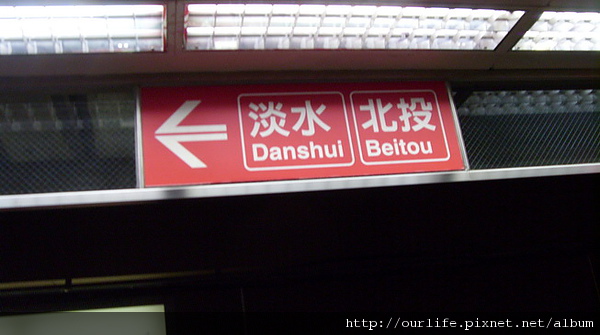 淡水 北投
Danshui Beitou
http://ourlife.pixnet.net/album